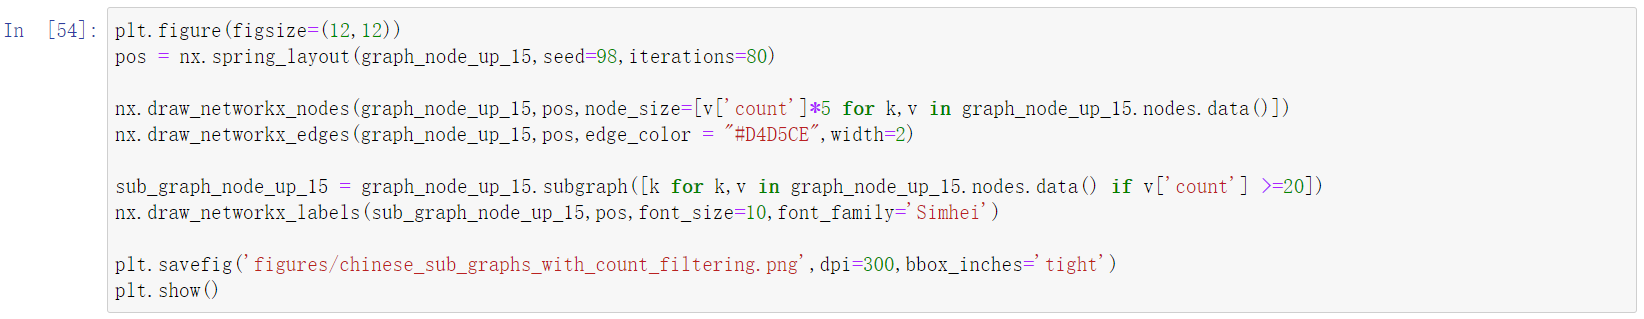 In [54]: plt.figure(figsize=(12,12))
pos = nx.spring_layout(graph_node_up_15,seed=98,iterations=80)
nx.draw_networkx_nodes(graph_node_up_15,pos,node_size=[v['count']*5 for k,v in graph_node_up_15.nodes.data()])
nx.draw_networkx_edges(graph_node_up_15,pos,edge_color = "#D4D5CE",width=2)
sub_graph_node_up_15 = graph_node_up_15.subgraph([k for k,v in graph_node_up_15.nodes.data() if v['count'] >=20])
nx.draw_networkx_labels(sub_graph_node_up_15,pos,font_size=10,font_family='Simhei')
plt.savefig('figures/chinese_sub_graphs_with_count_filtering.png',dpi=300,bbox_inches='tight')
plt.show()